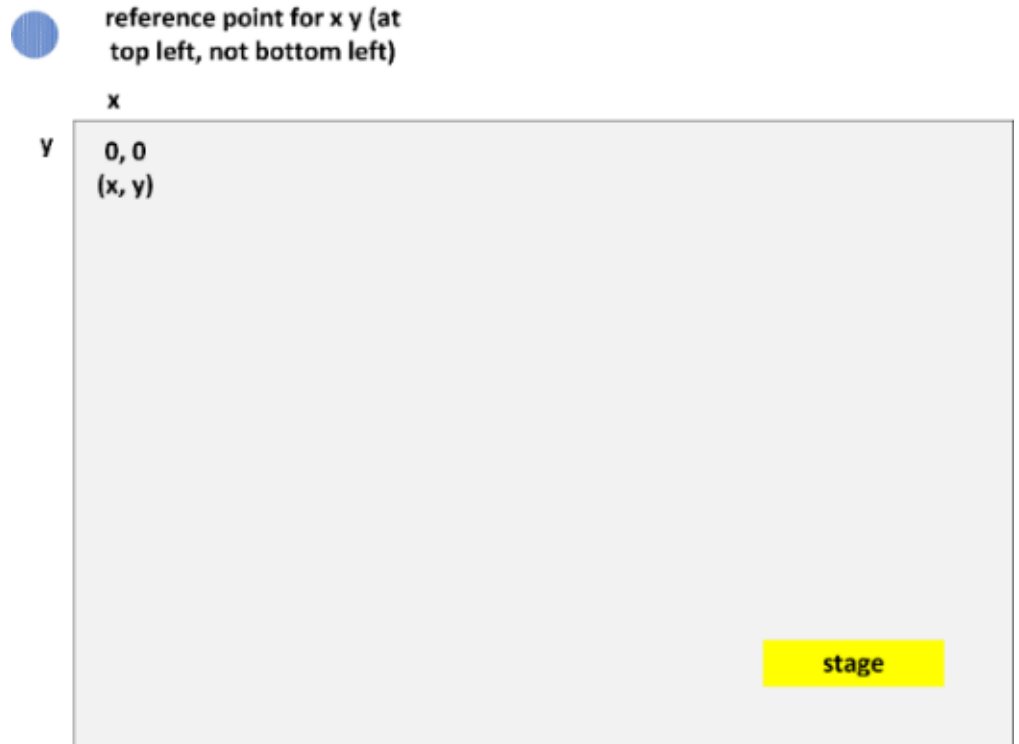 reference point for x y (at
top left, not bottom left)
x
y
0, 0
(x, y)
stage